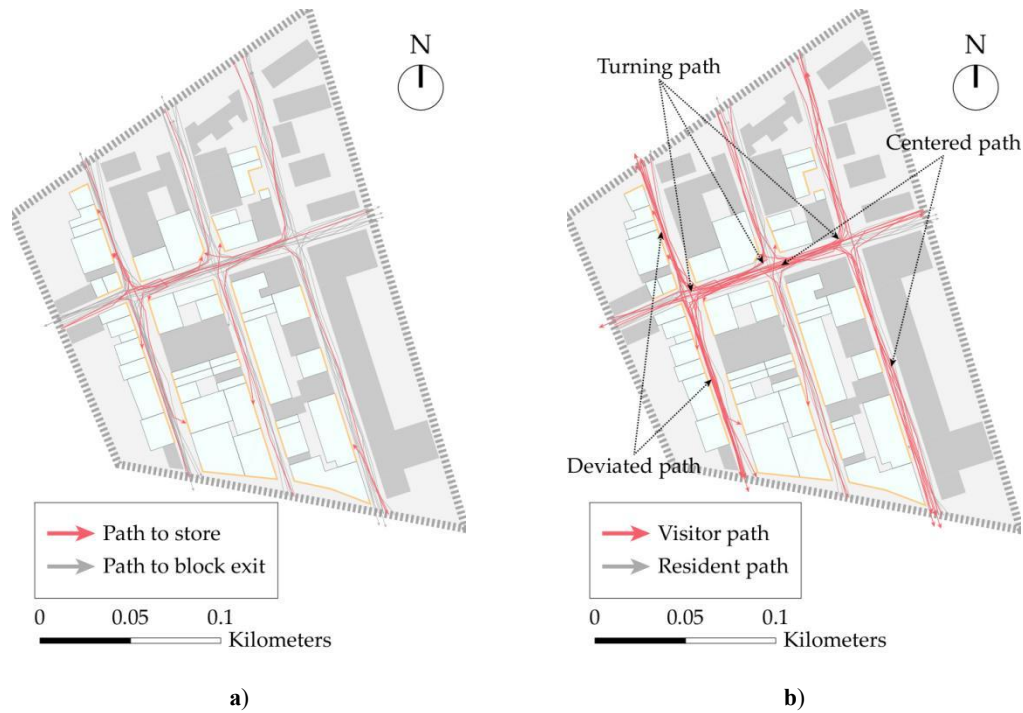 N
Path to store
Path to block exit
0 0.05 0.1
Kilometers
a)
N
Turning path
Centered path
Deviated path
Visitor path
Resident path
0 0.05 0.1
Kilometers
b)